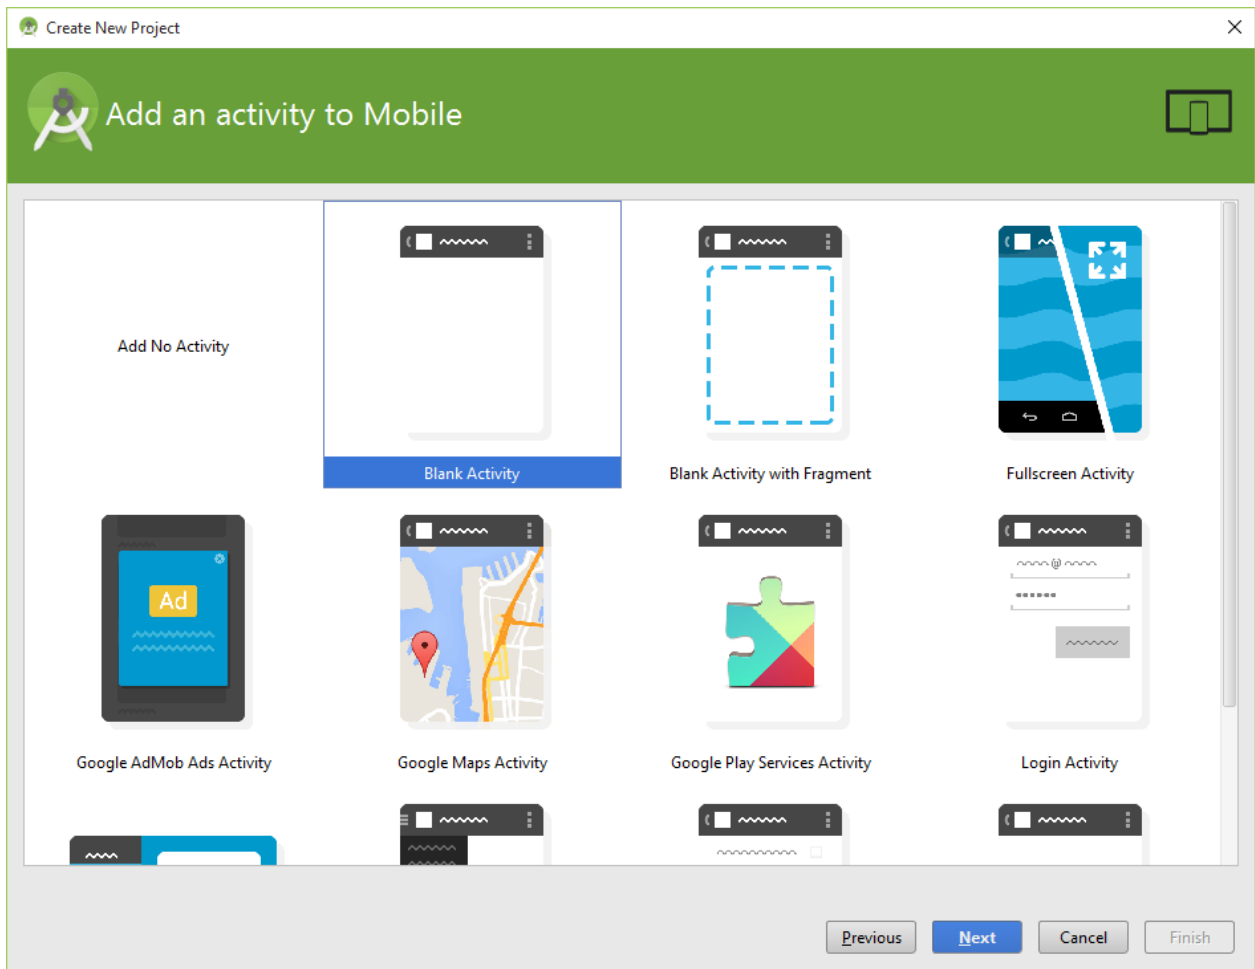 Create New Project
Add an activity to Mobile
Add No Activity
Blank Activity
Blank Activity with Fragment
Fullscreen Activity
Ad
@
Google AdMob Ads Activity
Google Maps Activity
Google Play Services Activity
Login Activity
Previous
Next
Cancel
Finish